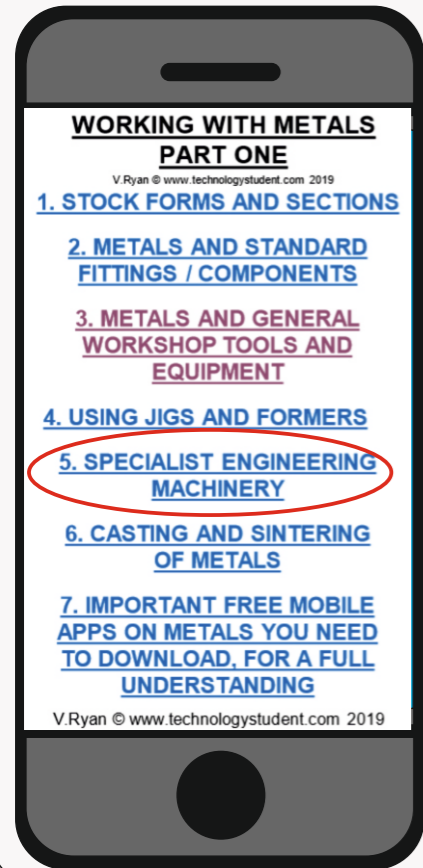 WORKING WITH METALS
PART ONE
V.Ryan © www.technologystudent.com 2019
1. STOCK FORMS AND SECTIONS
2. METALS AND STANDARD
FITTINGS / COMPONENTS
3. METALS AND GENERAL
WORKSHOP TOOLS AND
EQUIPMENT
4. USING JIGS AND FORMERS
5. SPECIALIST ENGINEERING
MACHINERY
6. CASTING AND SINTERING
OF METALS
7. IMPORTANT FREE MOBILE
APPS ON METALS YOU NEED
TO DOWNLOAD, FOR A FULL
UNDERSTANDING
V.Ryan © www.technologystudent.com 2019